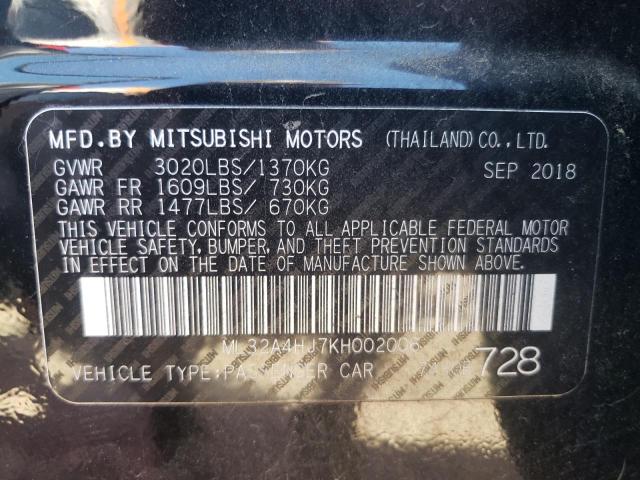 MFD.BY MITSUBISHI MOTORS (THAILAND)CO.,LTD.
GVWR 3020LBS/1370KG SEP 2018
GAWR FR 1609LBS/ 730KG
GAWR RR 1477LBS/ 670KG
THIS VEHICLE CONFORMS TO ALL APPLICABLE FEDERAL MOTOR
VEHICLE SAFETY, BUMPER, AND THEFT PREVENTION STANDARDS
IN EFFECT ON THE DATE OF MANUFACTURE SHOWN ABOVE.
ML32A4HJ7KH002006
VEHICLE TYPE:PASSENGER CAR 728